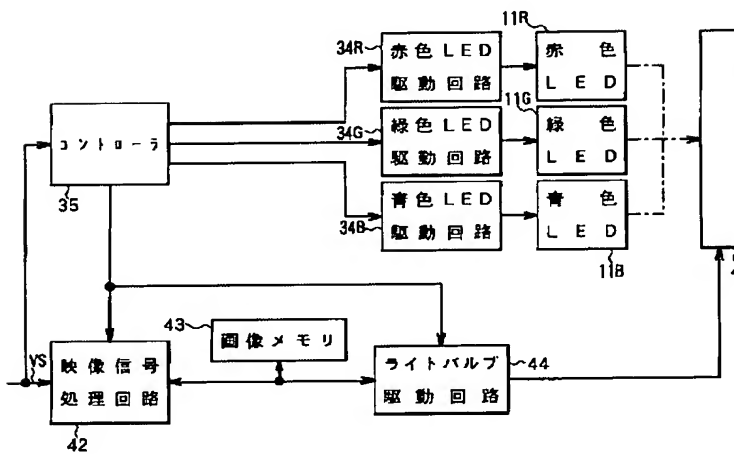 34R
赤色LED
駆動回路
11R
赤色
LED
コントローラ
35
34G
緑色LED
駆動回路
11G
緑色
LED
34B
青色LED
駆動回路
青色
LED
11B
VS
映像信号
処理回路
42
43
画像メモリ
ライトバルブ
駆動回路
44